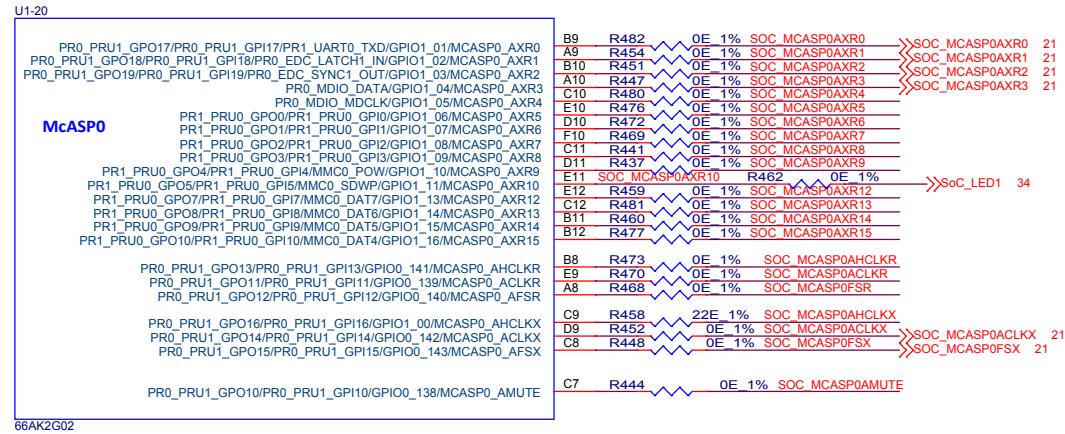 U1-20
PR0_PRU1_GPO17/PR0_PRU1_GPI17/PR1_UART0_TXD/GPIO1_01/MCASP0_AXR0 B9 R482 0E_1% SOC_MCASP0AXR0 SOC_MCASP0AXR0 21
PR0_PRU1_GPO18/PR0_PRU1_GPI18/PR0_EDC_LATCH1_IN/GPIO1_02/MCASP0_AXR1 A9 R454 0E_1% SOC_MCASP0AXR1 SOC_MCASP0AXR1 21
PR0_PRU1_GPO19/PR0_PRU1_GPI19/PR0_EDC_SYNC1_OUT/GPIO1_03/MCASP0_AXR2 B10 R451 0E_1% SOC_MCASP0AXR2 SOC_MCASP0AXR2 21
PR0_MDIO_DATA/GPIO1_04/MCASP0_AXR3 A10 R447 0E_1% SOC_MCASP0AXR3 SOC_MCASP0AXR3 21
PR0_MDIO_MDCLK/GPIO1_05/MCASP0_AXR4 C10 R480 0E_1% SOC_MCASP0AXR4
PR1_PRU0_GPO0/PR1_PRU0_GPI0/GPIO1_06/MCASP0_AXR5 E10 R476 0E_1% SOC_MCASP0AXR5
McASP0
PR1_PRU0_GPO1/PR1_PRU0_GPI1/GPIO1_07/MCASP0_AXR6 D10 R472 0E_1% SOC_MCASP0AXR6
PR1_PRU0_GPO2/PR1_PRU0_GPI2/GPIO1_08/MCASP0_AXR7 F10 R469 0E_1% SOC_MCASP0AXR7
PR1_PRU0_GPO3/PR1_PRU0_GPI3/GPIO1_09/MCASP0_AXR8 C11 R441 0E_1% SOC_MCASP0AXR8
PR1_PRU0_GPO4/PR1_PRU0_GPI4/MMC0_POW/GPIO1_10/MCASP0_AXR9 D11 R437 0E_1% SOC_MCASP0AXR9
PR1_PRU0_GPO5/PR1_PRU0_GPI5/MMC0_SDWP/GPIO1_11/MCASP0_AXR10 E11 SOC_MCASP0AXR10 R462 0E_1% SoC_LED1 34
PR1_PRU0_GPO7/PR1_PRU0_GPI7/MMC0_DAT7/GPIO1_13/MCASP0_AXR12 E12 R459 0E_1% SOC_MCASP0AXR12
PR1_PRU0_GPO8/PR1_PRU0_GPI8/MMC0_DAT6/GPIO1_14/MCASP0_AXR13 C12 R481 0E_1% SOC_MCASP0AXR13
PR1_PRU0_GPO9/PR1_PRU0_GPI9/MMC0_DAT5/GPIO1_15/MCASP0_AXR14 B11 R460 0E_1% SOC_MCASP0AXR14
PR1_PRU0_GPO10/PR1_PRU0_GPI10/MMC0_DAT4/GPIO1_16/MCASP0_AXR15 B12 R477 0E_1% SOC_MCASP0AXR15
PR0_PRU1_GPO13/PR0_PRU1_GPI13/GPIO0_141/MCASP0_AHCLKR B8 R473 0E_1% SOC_MCASP0AHCLKR
PR0_PRU1_GPO11/PR0_PRU1_GPI11/GPIO0_139/MCASP0_ACLKR E9 R470 0E_1% SOC_MCASP0ACLKR
PR0_PRU1_GPO12/PR0_PRU1_GPI12/GPIO0_140/MCASP0_AFSR A8 R468 0E_1% SOC_MCASP0FSR
PR0_PRU1_GPO16/PR0_PRU1_GPI16/GPIO1_00/MCASP0_AHCLKX C9 R458 22E_1% SOC_MCASP0AHCLKX
PR0_PRU1_GPO14/PR0_PRU1_GPI14/GPIO0_142/MCASP0_ACLKX D9 R452 0E_1% SOC_MCASP0ACLKX SOC_MCASP0ACLKX 21
PR0_PRU1_GPO15/PR0_PRU1_GPI15/GPIO0_143/MCASP0_AFSX C8 R448 0E_1% SOC_MCASP0FSX SOC_MCASP0FSX 21
PR0_PRU1_GPO10/PR0_PRU1_GPI10/GPIO0_138/MCASP0_AMUTE C7 R444 0E_1% SOC_MCASP0AMUTE
66AK2G02